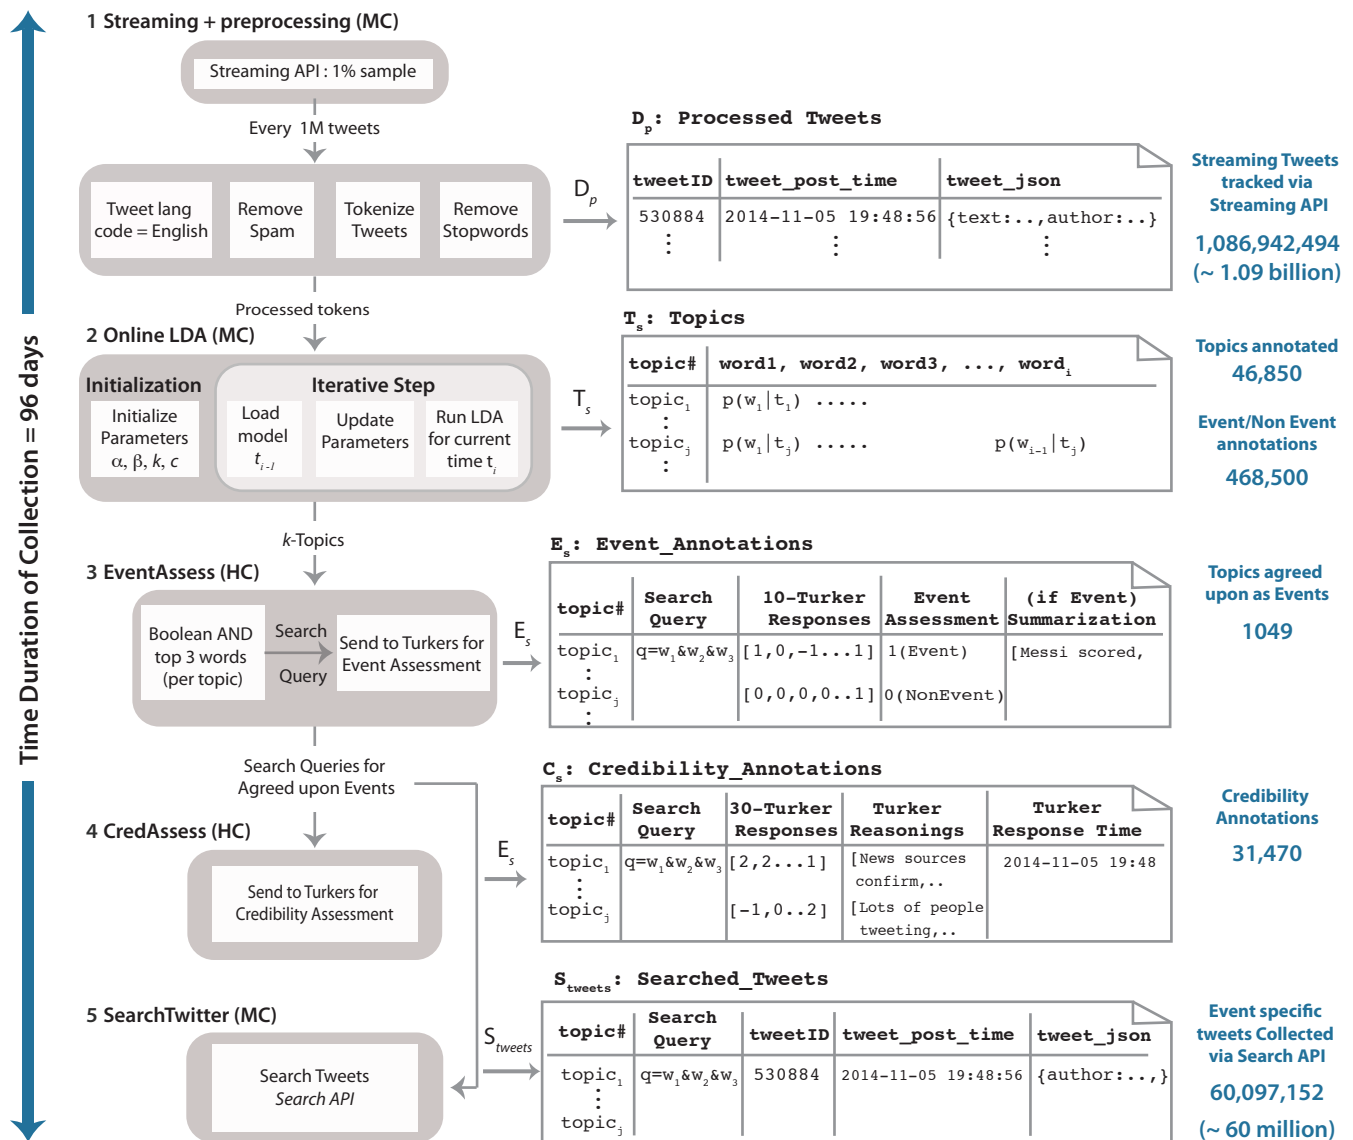 Time Duration of Collection = 96 days
1 Streaming + preprocessing (MC)
Streaming API : 1% sample
Every 1M tweets
Tweet lang
code = English
Remove
Spam
Tokenize
Tweets
Remove
Stopwords
Dp
Dp: Processed Tweets
tweetID tweet_post_time tweet_json
530884 2014-11-05 19:48:56 {text:..,author:..}
⋮ ⋮ ⋮
Streaming Tweets
tracked via
Streaming API
1,086,942,494
(~ 1.09 billion)
Processed tokens
2 Online LDA (MC)
Initialization
Initialize
Parameters
α, β, k, c
Iterative Step
Load
model
ti-1
Update
Parameters
Run LDA
for current
time ti
Ts
Ts: Topics
topic# word1, word2, word3, ..., wordi
topic1 p(w1|t1) .....
⋮
topicj p(w1|tj) ..... p(wi-1|tj)
⋮
Topics annotated
46,850
Event/Non Event
annotations
468,500
k-Topics
3 EventAssess (HC)
Boolean AND
top 3 words
(per topic)
Search
Query
Send to Turkers for
Event Assessment
Es
Es: Event_Annotations
topic# Search Query 10-Turker Responses Event Assessment (if Event) Summarization
topic1 q=w1&w2&w3 [1,0,-1...1] 1(Event) [Messi scored,
⋮
topicj [0,0,0,0..1] 0(NonEvent)
⋮
Topics agreed
upon as Events
1049
Search Queries for
Agreed upon Events
4 CredAssess (HC)
Send to Turkers for
Credibility Assessment
Es
Cs: Credibility_Annotations
topic# Search Query 30-Turker Responses Turker Reasonings Turker Response Time
topic1 q=w1&w2&w3 [2,2...1] [News sources confirm,.. 2014-11-05 19:48
⋮
topicj [-1,0..2] [Lots of people tweeting,..
Credibility
Annotations
31,470
5 SearchTwitter (MC)
Search Tweets
Search API
Stweets
Stweets: Searched_Tweets
topic# Search Query tweetID tweet_post_time tweet_json
topic1 q=w1&w2&w3 530884 2014-11-05 19:48:56 {author:..,}
⋮
topicj
Event specific
tweets Collected
via Search API
60,097,152
(~ 60 million)